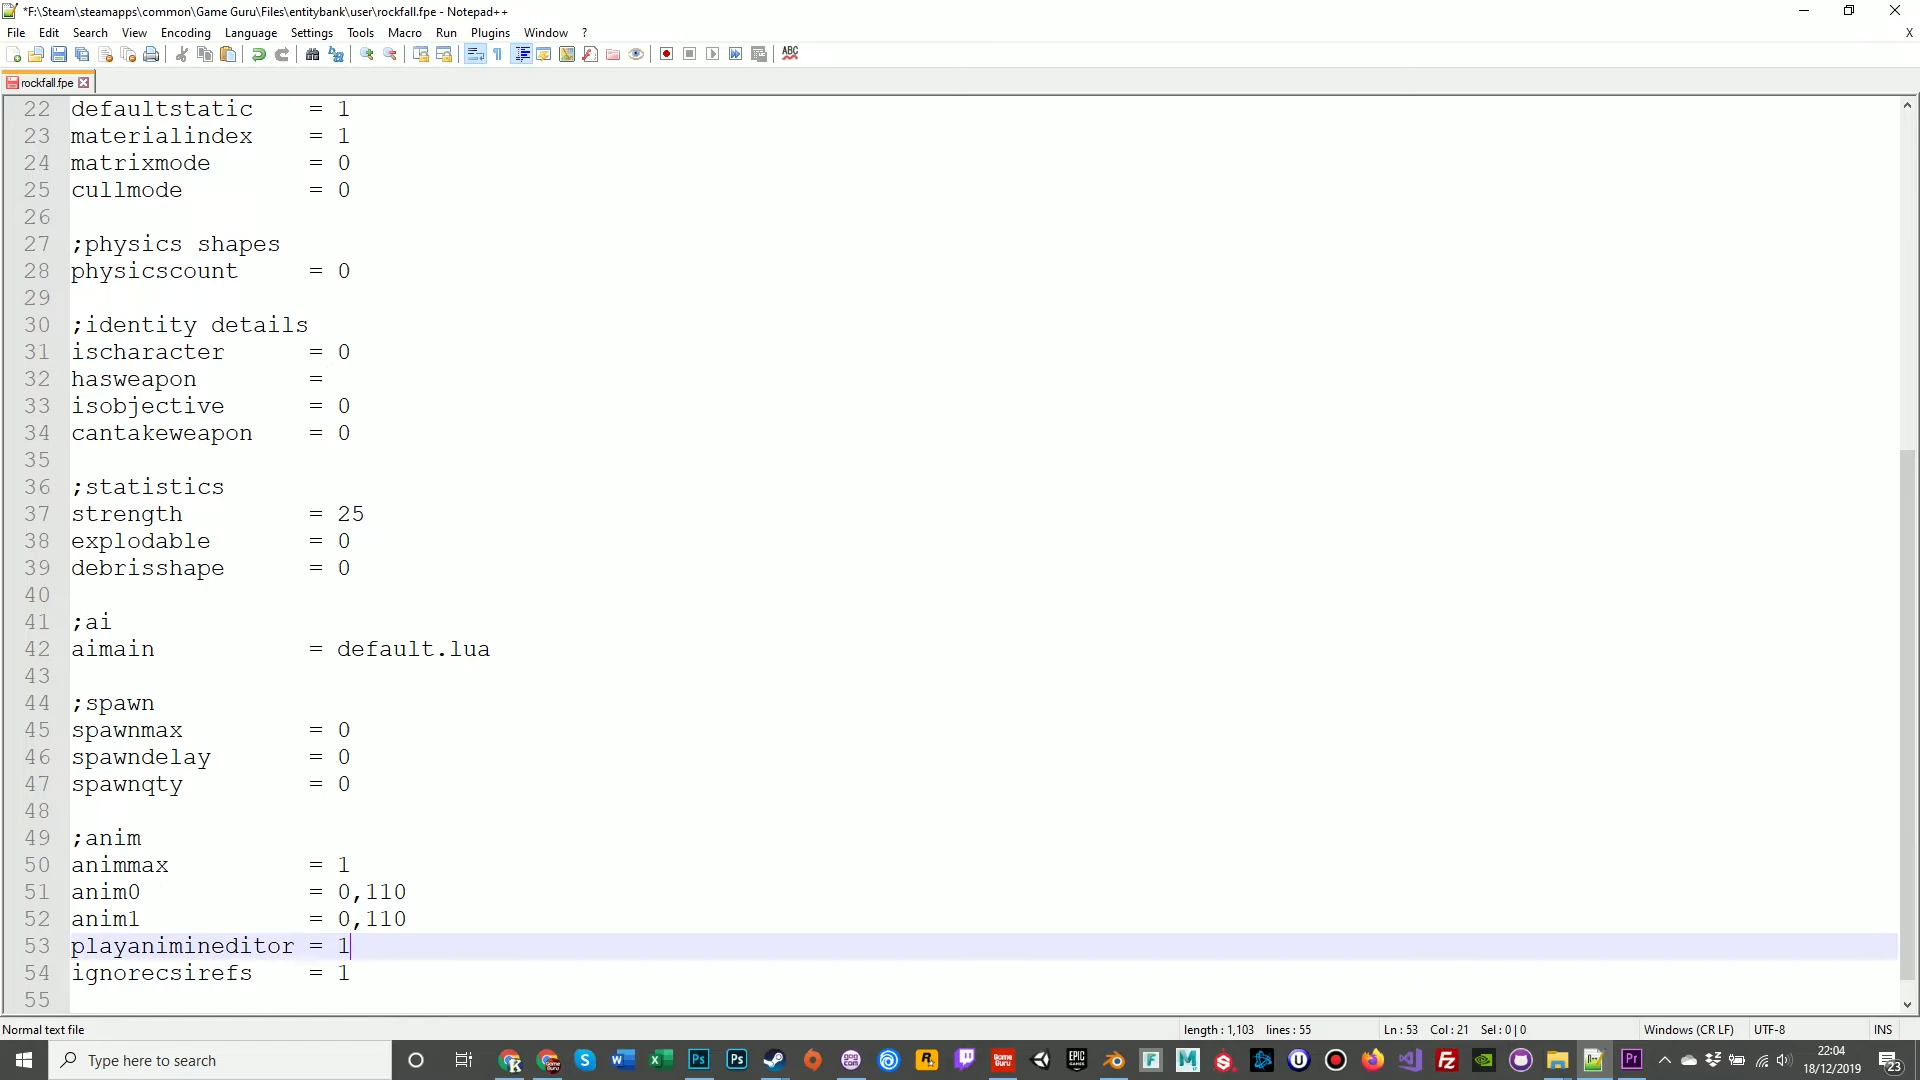 *F:\Steam\steamapps\common\Game Guru\Files\entitybank\user\rockfall.fpe - Notepad++
File Edit Search View Encoding Language Settings Tools Macro Run Plugins Window ? X
ABC
rockfall.fpe
22 defaultstatic = 1
23 materialindex = 1
24 matrixmode = 0
25 cullmode = 0
26
27 ;physics shapes
28 physicscount = 0
29
30 ;identity details
31 ischaracter = 0
32 hasweapon =
33 isobjective = 0
34 cantakeweapon = 0
35
36 ;statistics
37 strength = 25
38 explodable = 0
39 debrisshape = 0
40
41 ;ai
42 aimain = default.lua
43
44 ;spawn
45 spawnmax = 0
46 spawndelay = 0
47 spawnqty = 0
48
49 ;anim
50 animmax = 1
51 anim0 = 0,110
52 anim1 = 0,110
53 playanimineditor = 1
54 ignorecsirefs = 1
55
Normal text file length : 1,103 lines : 55 Ln : 53 Col : 21 Sel : 0 | 0 Windows (CR LF) UTF-8 INS
Type here to search
22:04
18/12/2019
23